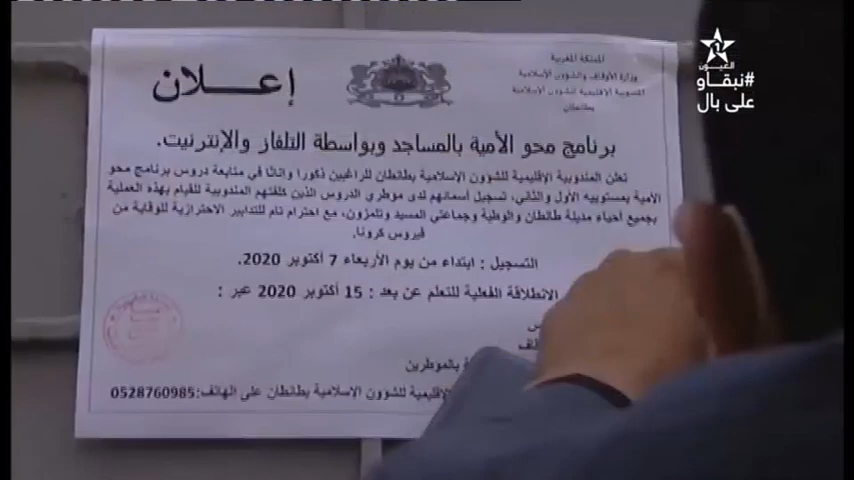 المملكة المغربية
وزارة الأوقاف والشؤون الإسلامية
المندوبية الإقليمية للشؤون الإسلامية
بطانطان
إعلان
برنامج محو الأمية بالمساجد وبواسطة التلفاز والإنترنيت.
تعلن المندوبية الإقليمية للشؤون الإسلامية بطانطان للراغبين ذكورا وإناثا في متابعة دروس برنامج محو
الأمية بمستوييه الأول والثاني، تسجيل أسمائهم لدى مؤطري الدروس الذين كلفتهم المندوبية للقيام بهذه العملية
بجميع أحياء مدينة طانطان والوطية وجماعتي المسيد وتلمزون، مع احترام تام للتدابير الاحترازية للوقاية من
فيروس كرونا.
التسجيل : ابتداء من يوم الأربعاء 7 أكتوبر 2020.
الانطلاقة الفعلية للتعلم عن بعد : 15 أكتوبر 2020 عبر :
بالمؤطرين
الإقليمية للشؤون الإسلامية بطانطان على الهاتف:0528760985
العيون
#نبقاو
على بال